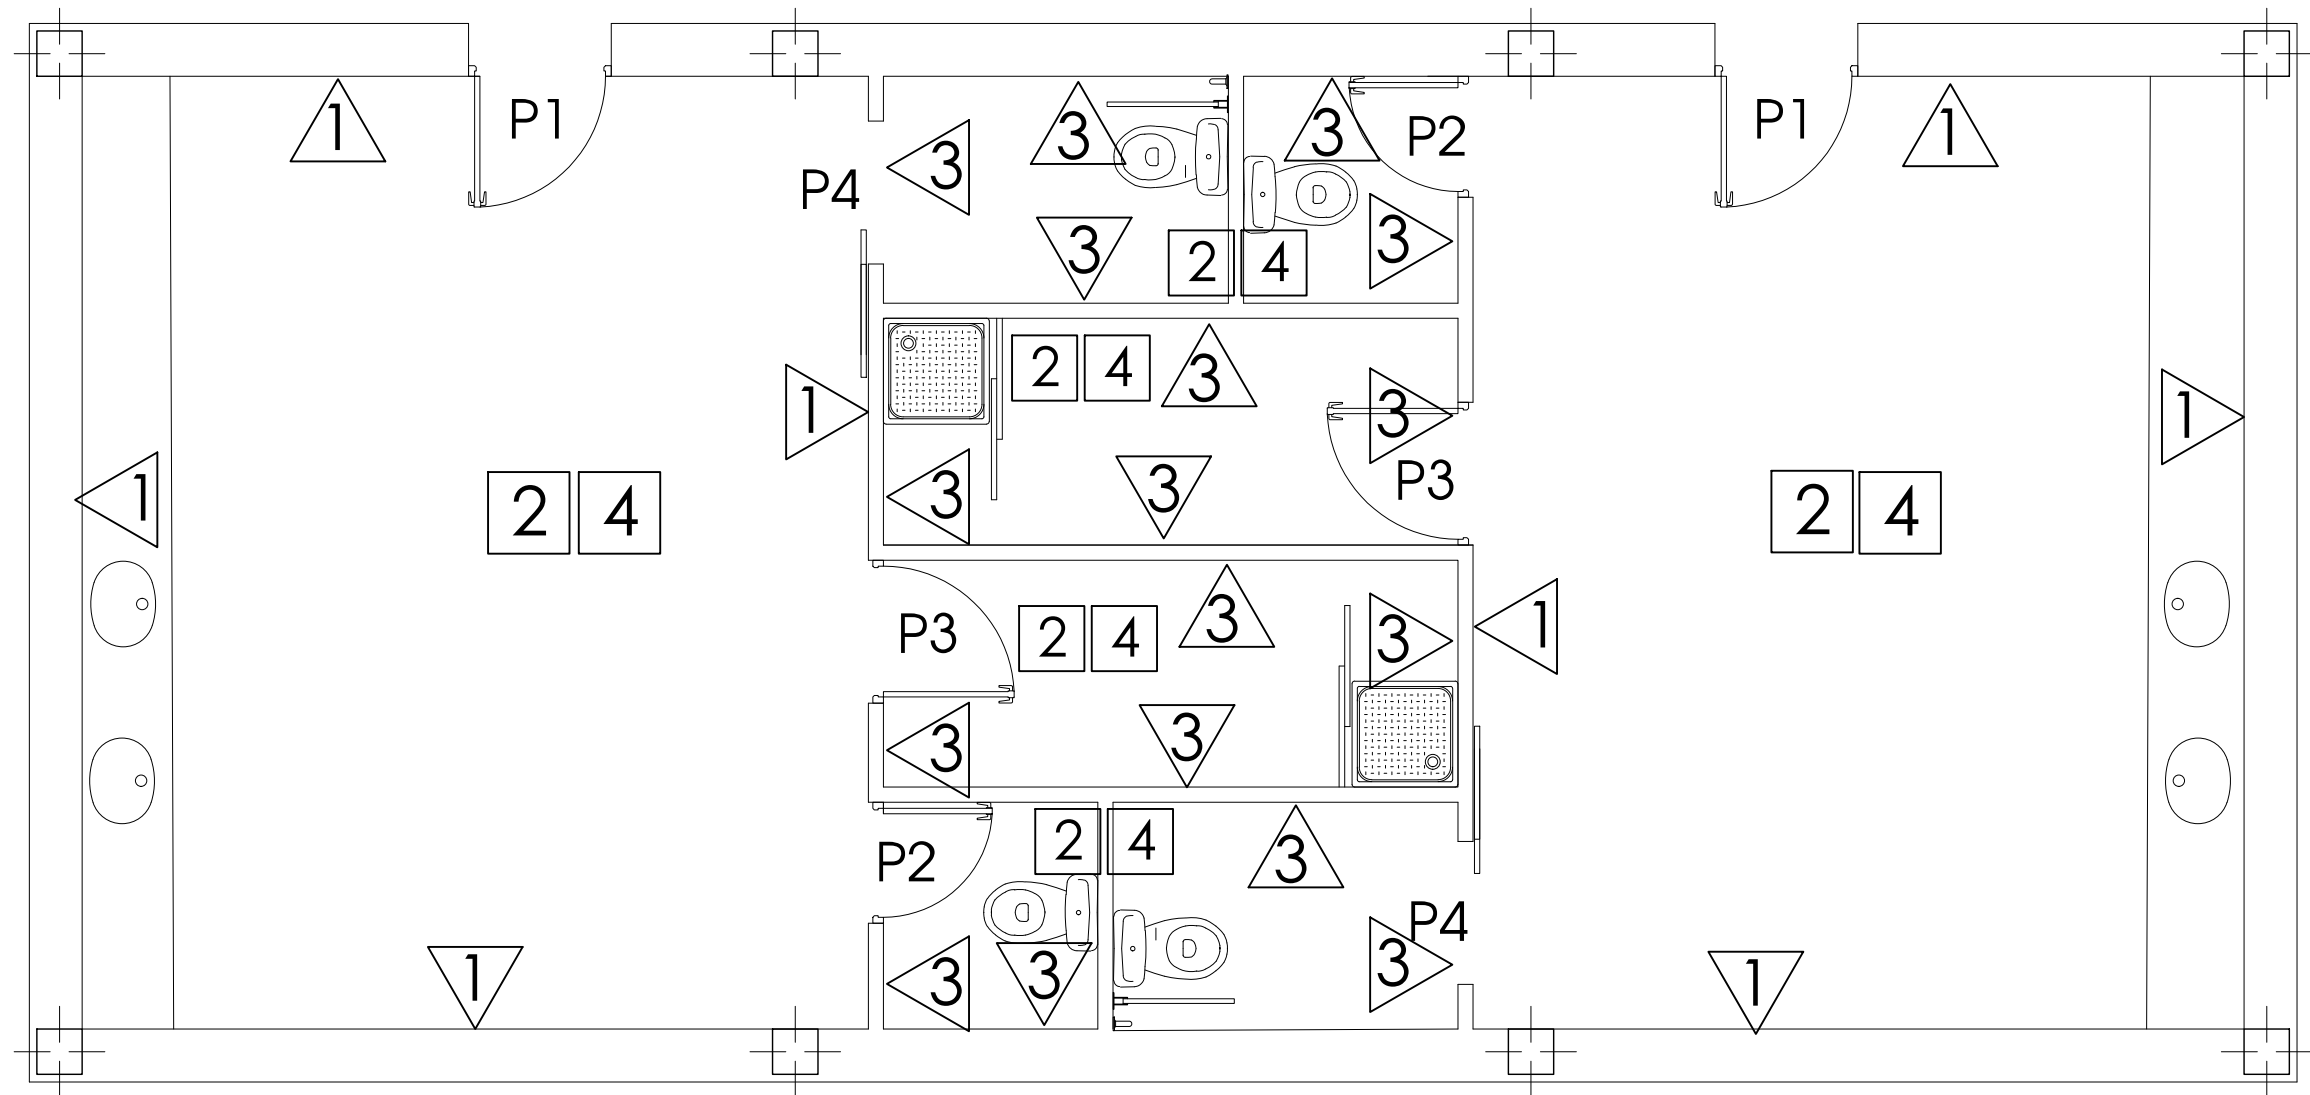 1 P1 3 3 P2 P1 1
P4 3
3 2 4 3
2 4 3
1 3 P3 1
1 2 4 3 3 2 4
P3 2 4 3 3 1
3 3
P2 2 4 3
P4
1 3 3 3 1